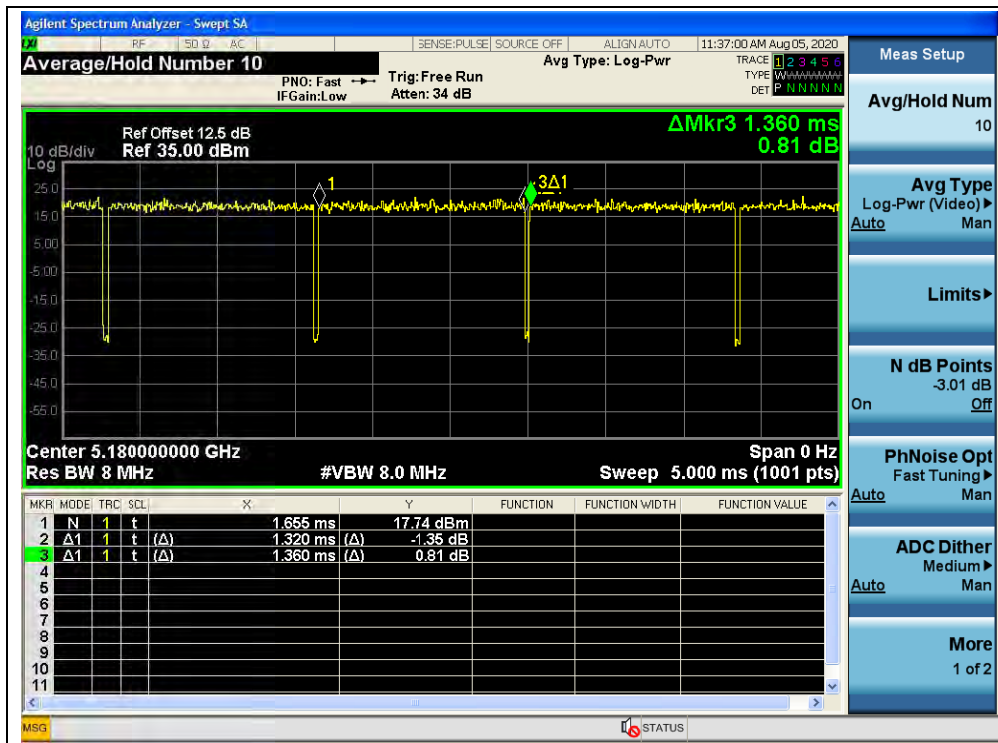 Agilent Spectrum Analyzer - Swept SA
LXI RF 50 Ω AC SENSE:PULSE SOURCE OFF ALIGN AUTO 11:37:00 AM Aug 05, 2020
Average/Hold Number 10
PNO: Fast
IFGain:Low
Trig: Free Run
Atten: 34 dB
Avg Type: Log-Pwr
TRACE 1 2 3 4 5 6
TYPE WWWWWW
DET P N N N N N
ΔMkr3 1.360 ms
0.81 dB
Ref Offset 12.5 dB
10 dB/div Ref 35.00 dBm
Log
25.0
15.0
5.00
-5.00
-15.0
-25.0
-35.0
-45.0
-55.0
1
3Δ1
Center 5.180000000 GHz Span 0 Hz
Res BW 8 MHz #VBW 8.0 MHz Sweep 5.000 ms (1001 pts)
MKR MODE TRC SCL X Y FUNCTION FUNCTION WIDTH FUNCTION VALUE
1 N 1 t 1.655 ms 17.74 dBm
2 Δ1 1 t (Δ) 1.320 ms (Δ) -1.35 dB
3 Δ1 1 t (Δ) 1.360 ms (Δ) 0.81 dB
4
5
6
7
8
9
10
11
MSG STATUS
Meas Setup
Avg/Hold Num
10
Avg Type
Log-Pwr (Video)
Auto Man
Limits
N dB Points
-3.01 dB
On Off
PhNoise Opt
Fast Tuning
Auto Man
ADC Dither
Medium
Auto Man
More
1 of 2